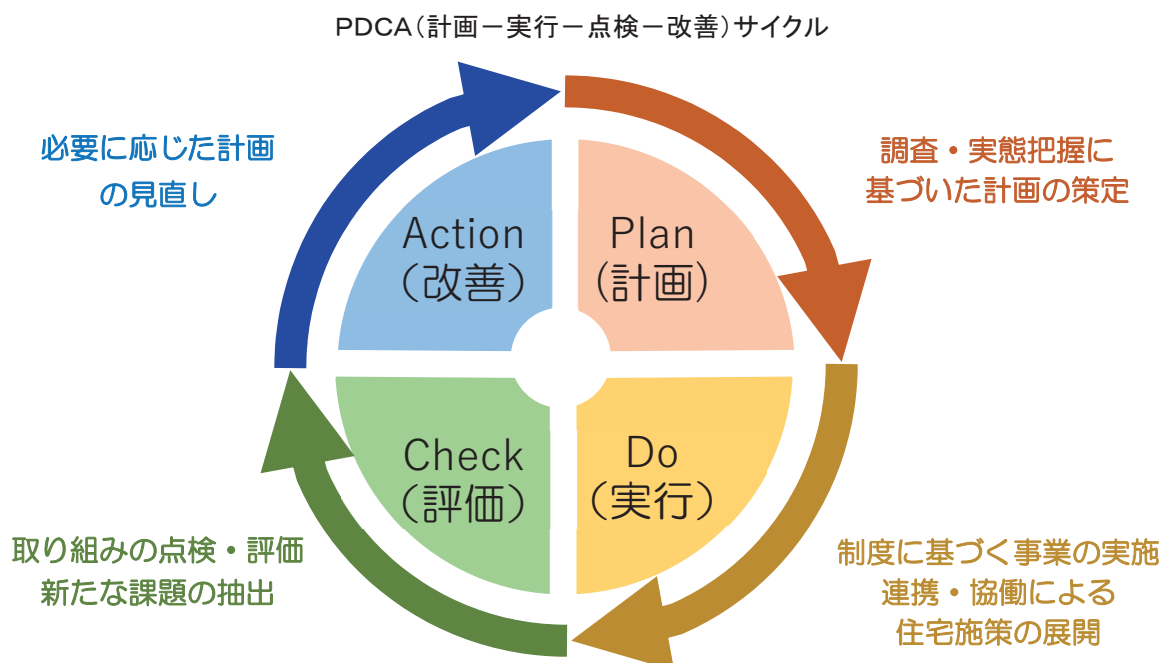 PDCA（計画－実行－点検－改善）サイクル
必要に応じた計画
の見直し
調査・実態把握に
基づいた計画の策定
Action
（改善）
Plan
（計画）
Check
（評価）
Do
（実行）
取り組みの点検・評価
新たな課題の抽出
制度に基づく事業の実施
連携・協働による
住宅施策の展開